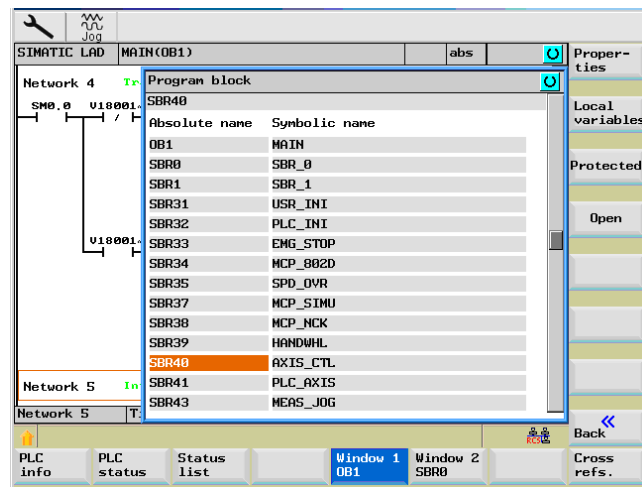 Jog
SIMATIC LAD MAIN(OB1) abs
Proper-
ties
Network 4
SM0.0 V18001~
V18001~
Program block
SBR40
Absolute name Symbolic name
OB1 MAIN
SBR0 SBR_0
SBR1 SBR_1
SBR31 USR_INI
SBR32 PLC_INI
SBR33 EMG_STOP
SBR34 MCP_802D
SBR35 SPD_OVR
SBR37 MCP_SIMU
SBR38 MCP_NCK
SBR39 HANDWHL
SBR40 AXIS_CTL
SBR41 PLC_AXIS
SBR43 MEAS_JOG
Local
variables
Protected
Open
Network 5
Network 5
Back
RCS
PLC
info
PLC
status
Status
list
Window 1
OB1
Window 2
SBR0
Cross
refs.